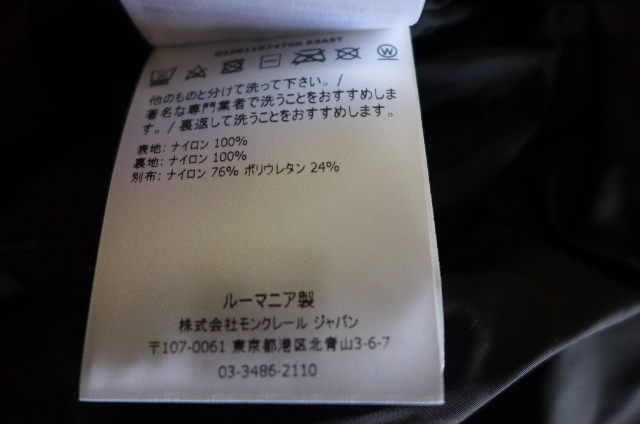 他のものと分けて洗って下さい。/
著名な専門業者で洗うことをおすすめしま
す。/裏返して洗うことをおすすめします。
表地: ナイロン 100%
裏地: ナイロン 100%
別布: ナイロン 76% ポリウレタン 24%
ルーマニア製
株式会社モンクレール ジャパン
〒107-0061 東京都港区北青山3-6-7
03-3486-2110